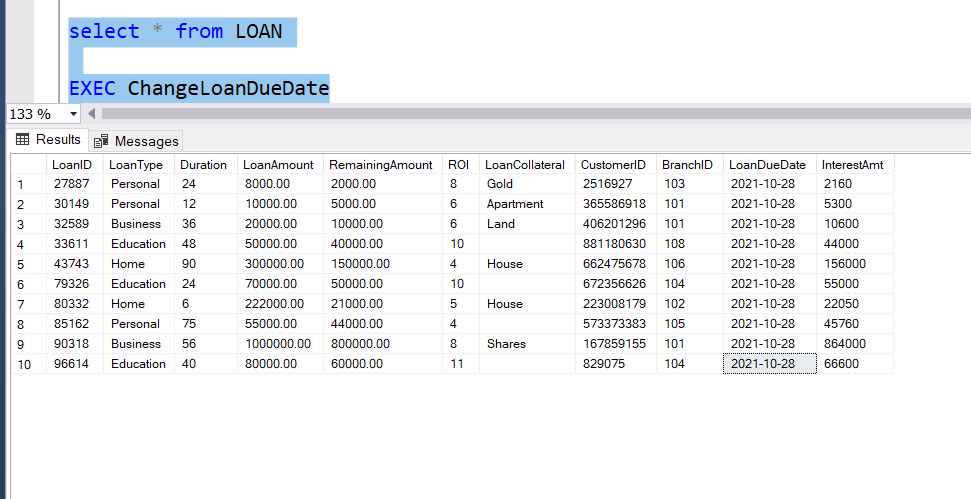 select * from LOAN
EXEC ChangeLoanDueDate
133 %
Results Messages
LoanID LoanType Duration LoanAmount RemainingAmount ROI LoanCollateral CustomerID BranchID LoanDueDate InterestAmt
1 27887 Personal 24 8000.00 2000.00 8 Gold 2516927 103 2021-10-28 2160
2 30149 Personal 12 10000.00 5000.00 6 Apartment 365586918 101 2021-10-28 5300
3 32589 Business 36 20000.00 10000.00 6 Land 406201296 101 2021-10-28 10600
4 33611 Education 48 50000.00 40000.00 10 881180630 108 2021-10-28 44000
5 43743 Home 90 300000.00 150000.00 4 House 662475678 106 2021-10-28 156000
6 79326 Education 24 70000.00 50000.00 10 672356626 104 2021-10-28 55000
7 80332 Home 6 222000.00 21000.00 5 House 223008179 102 2021-10-28 22050
8 85162 Personal 75 55000.00 44000.00 4 573373383 105 2021-10-28 45760
9 90318 Business 56 1000000.00 800000.00 8 Shares 167859155 101 2021-10-28 864000
10 96614 Education 40 80000.00 60000.00 11 829075 104 2021-10-28 66600